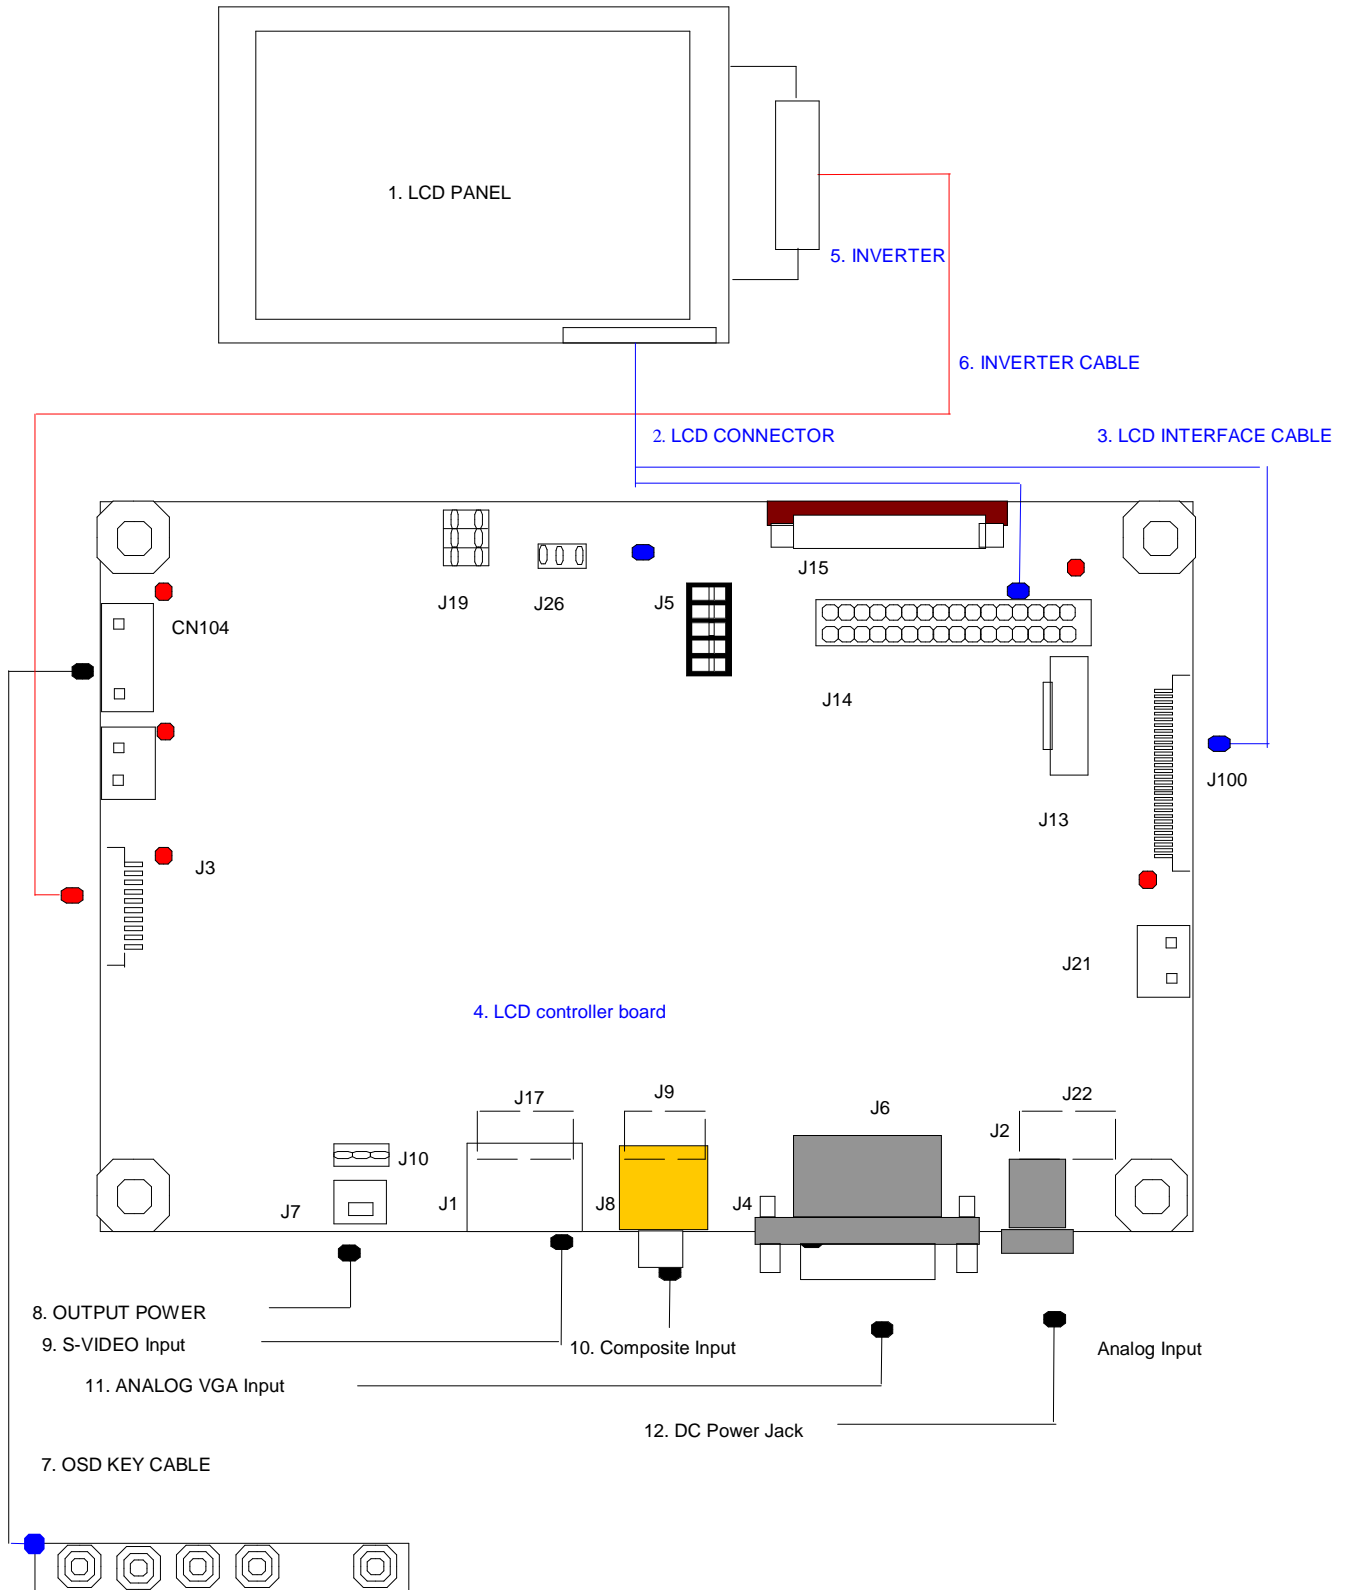 1. LCD PANEL
5. INVERTER
6. INVERTER CABLE
2. LCD CONNECTOR
3. LCD INTERFACE CABLE
J15
J19
J26
J5
CN104
J14
J100
J13
J3
J21
4. LCD controller board
J17
J9
J6
J22
J2
J10
J7
J1
J8
J4
8. OUTPUT POWER
9. S-VIDEO Input
10. Composite Input
Analog Input
11. ANALOG VGA Input
12. DC Power Jack
7. OSD KEY CABLE